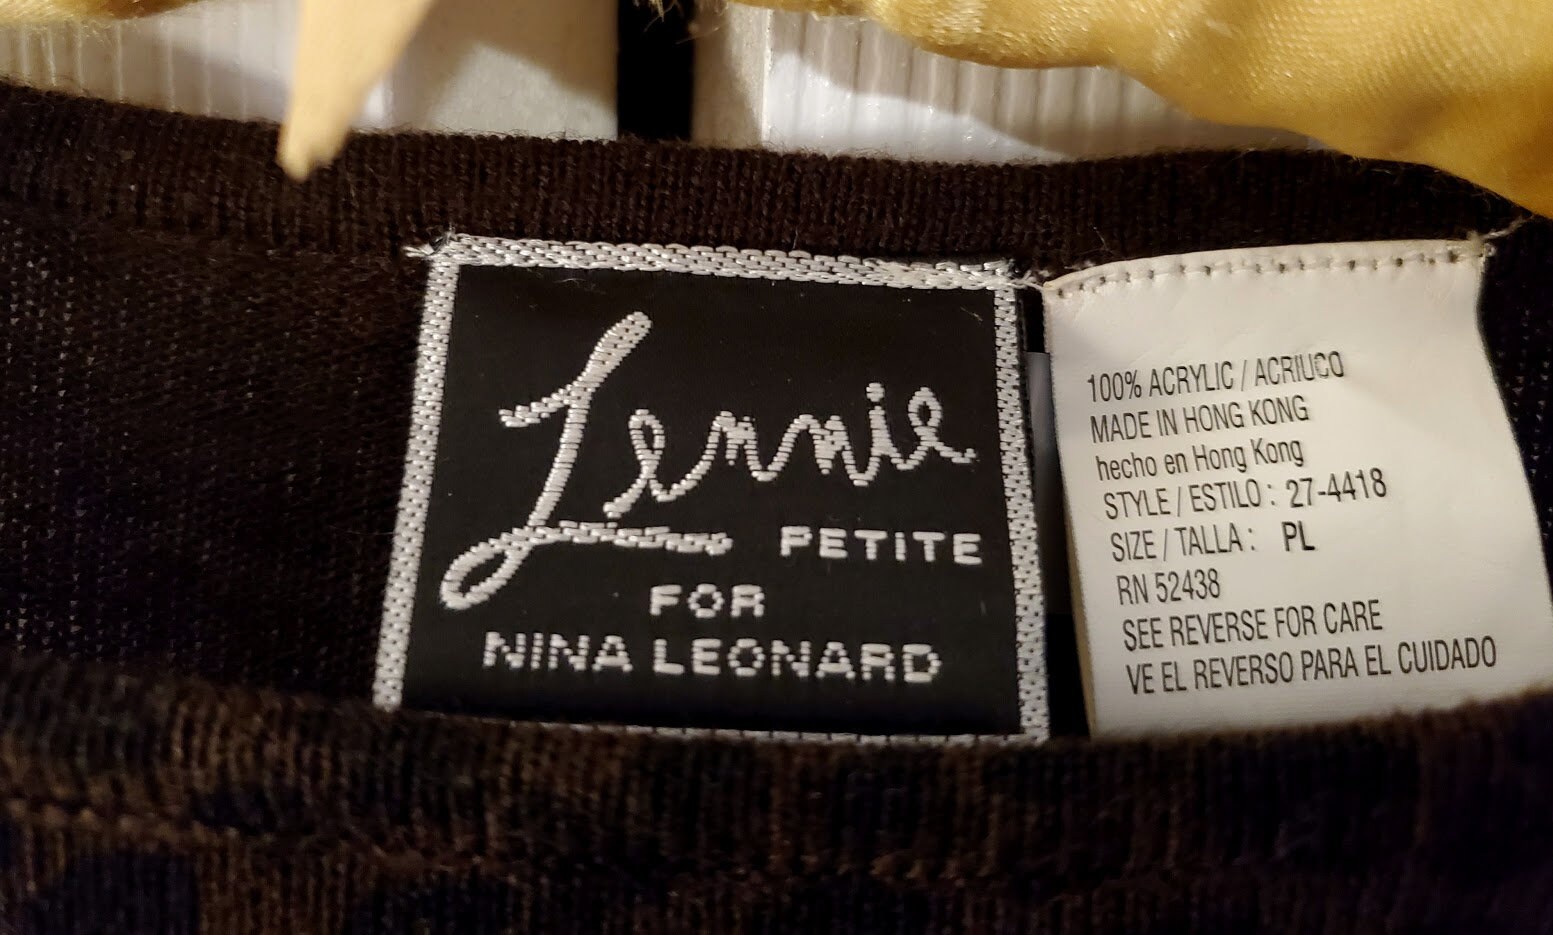 Lennie
PETITE
FOR
NINA LEONARD
100% ACRYLIC / ACRILICO
MADE IN HONG KONG
hecho en Hong Kong
STYLE / ESTILO : 27-4418
SIZE / TALLA : PL
RN 52438
SEE REVERSE FOR CARE
VE EL REVERSO PARA EL CUIDADO